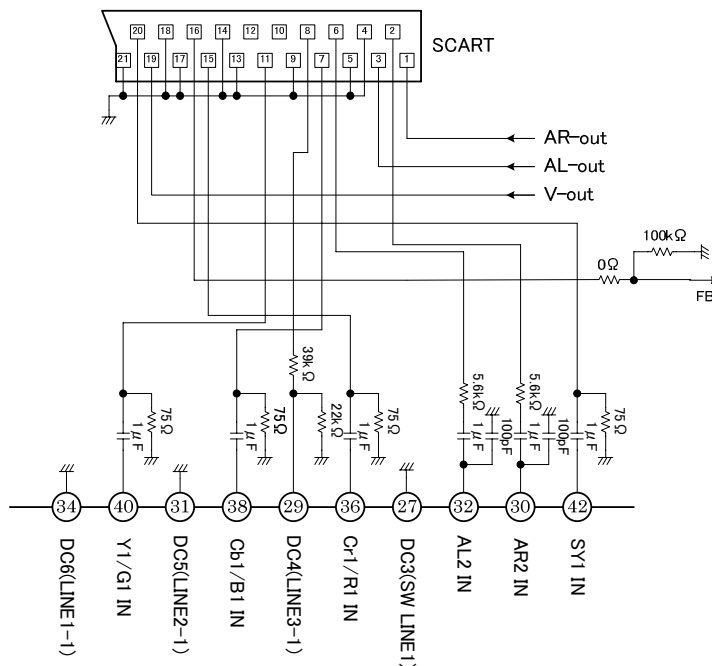 20 18 16 14 12 10 8 6 4 2
SCART
21 19 17 15 13 11 9 7 5 3 1
AR-out
AL-out
V-out
100kΩ
0Ω
FB
39kΩ
5.6kΩ
5.6kΩ
75Ω
1μF
75Ω
1μF
22kΩ
75Ω
1μF
1μF
100pF
1μF
100pF
1μF
75Ω
34 40 31 38 29 36 27 32 30 42
DC6(LINE1-1)
Y1/G1 IN
DC5(LINE2-1)
Cb1/B1 IN
DC4(LINE3-1)
Cr1/R1 IN
DC3(SW LINE1)
AL2 IN
AR2 IN
SY1 IN